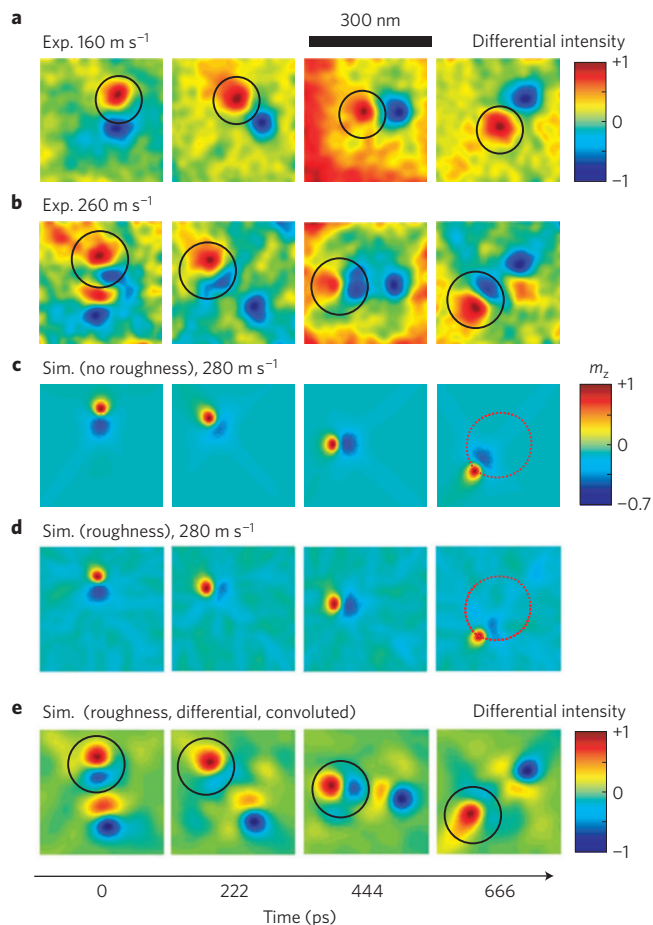 a
Exp. 160 m s⁻¹
300 nm
Differential intensity
+1
0
−1
b
Exp. 260 m s⁻¹
c
Sim. (no roughness), 280 m s⁻¹
m_z
+1
0
−0.7
d
Sim. (roughness), 280 m s⁻¹
e
Sim. (roughness, differential, convoluted)
Differential intensity
+1
0
−1
0 222 444 666
Time (ps)